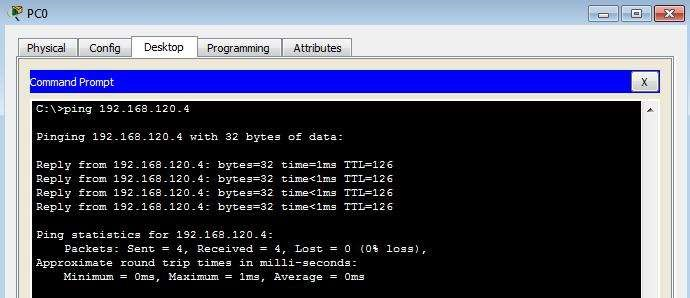 PC0
Physical Config Desktop Programming Attributes
Command Prompt X
C:\>ping 192.168.120.4
Pinging 192.168.120.4 with 32 bytes of data:
Reply from 192.168.120.4: bytes=32 time=1ms TTL=126
Reply from 192.168.120.4: bytes=32 time<1ms TTL=126
Reply from 192.168.120.4: bytes=32 time<1ms TTL=126
Reply from 192.168.120.4: bytes=32 time<1ms TTL=126
Ping statistics for 192.168.120.4:
Packets: Sent = 4, Received = 4, Lost = 0 (0% loss),
Approximate round trip times in milli-seconds:
Minimum = 0ms, Maximum = 1ms, Average = 0ms